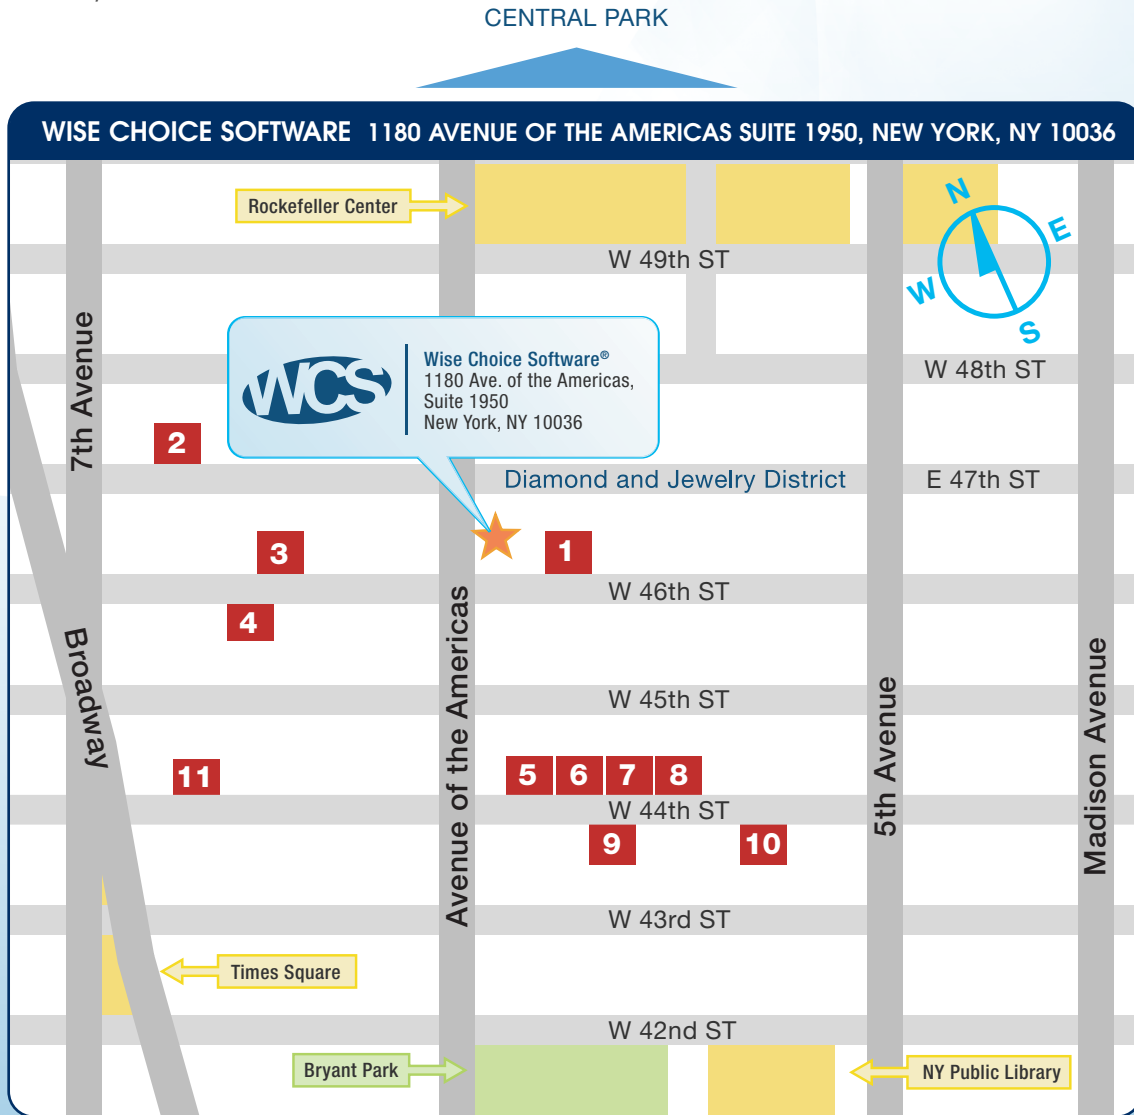 CENTRAL PARK
WISE CHOICE SOFTWARE 1180 AVENUE OF THE AMERICAS SUITE 1950, NEW YORK, NY 10036
Rockefeller Center
N
E
W
S
W 49th ST
7th Avenue
WCS
Wise Choice Software®
1180 Ave. of the Americas,
Suite 1950
New York, NY 10036
W 48th ST
2
Diamond and Jewelry District
E 47th ST
3
1
W 46th ST
4
Broadway
Avenue of the Americas
5th Avenue
Madison Avenue
W 45th ST
11
5
6
7
8
W 44th ST
9
10
W 43rd ST
Times Square
W 42nd ST
Bryant Park
NY Public Library